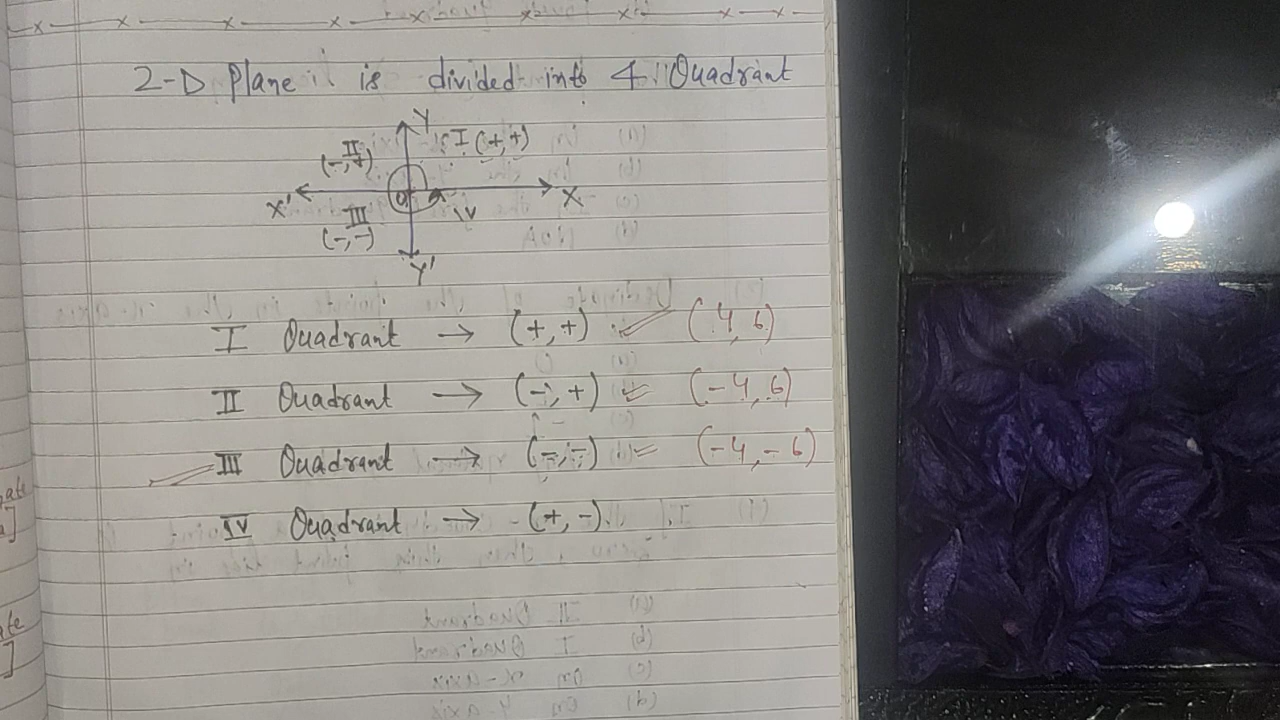 2-D Plane is divided into 4 Quadrant
Y
II I (+,+)
(-,+)
X' O X
III IV
(-,-)
Y'
I Quadrant → (+,+) (4,6)
II Quadrant → (-,+) (-4,6)
III Quadrant → (-,-) (-4,-6)
IV Quadrant → (+,-)